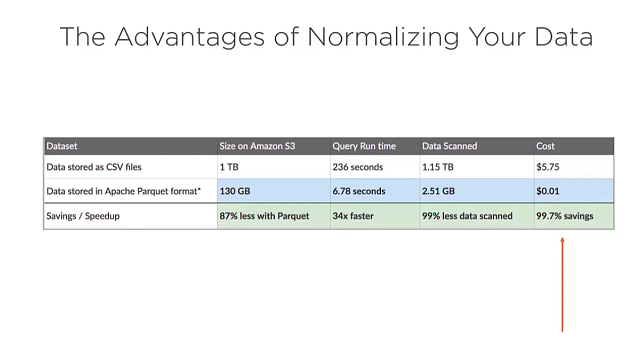 The Advantages of Normalizing Your Data
Dataset Size on Amazon S3 Query Run time Data Scanned Cost
Data stored as CSV files 1 TB 236 seconds 1.15 TB $5.75
Data stored in Apache Parquet format* 130 GB 6.78 seconds 2.51 GB $0.01
Savings / Speedup 87% less with Parquet 34x faster 99% less data scanned 99.7% savings